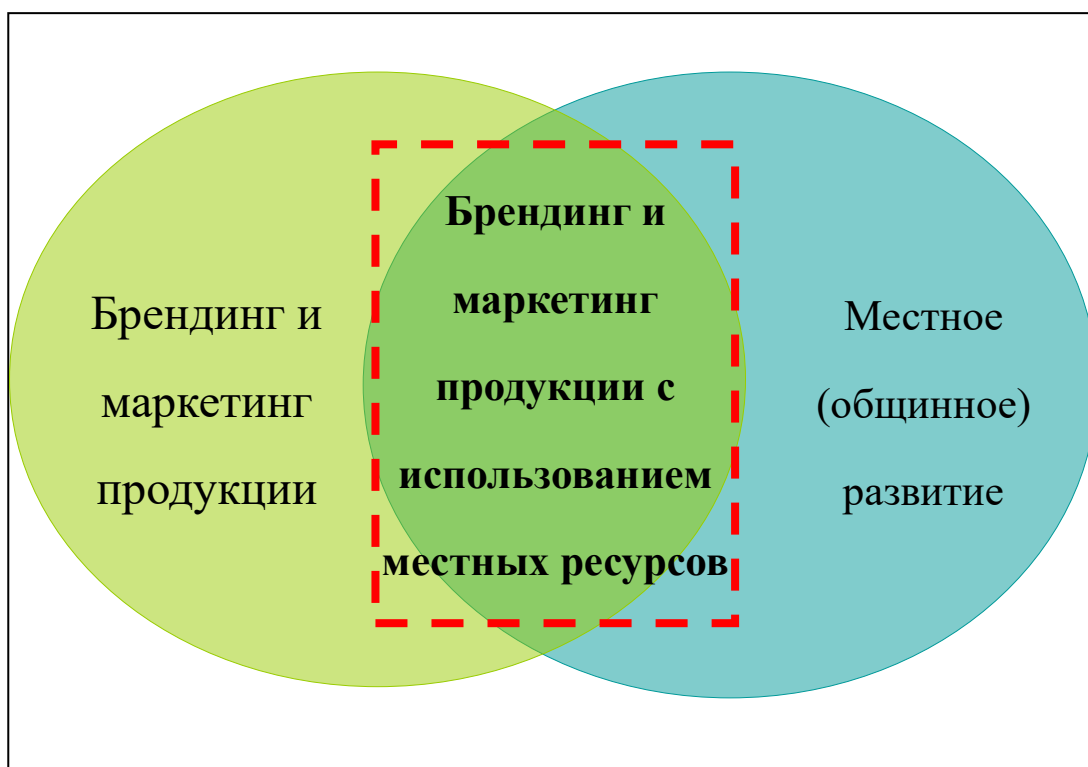 Брендинг и
маркетинг
продукции
Брендинг и
маркетинг
продукции с
использованием
местных ресурсов
Местное
(общинное)
развитие